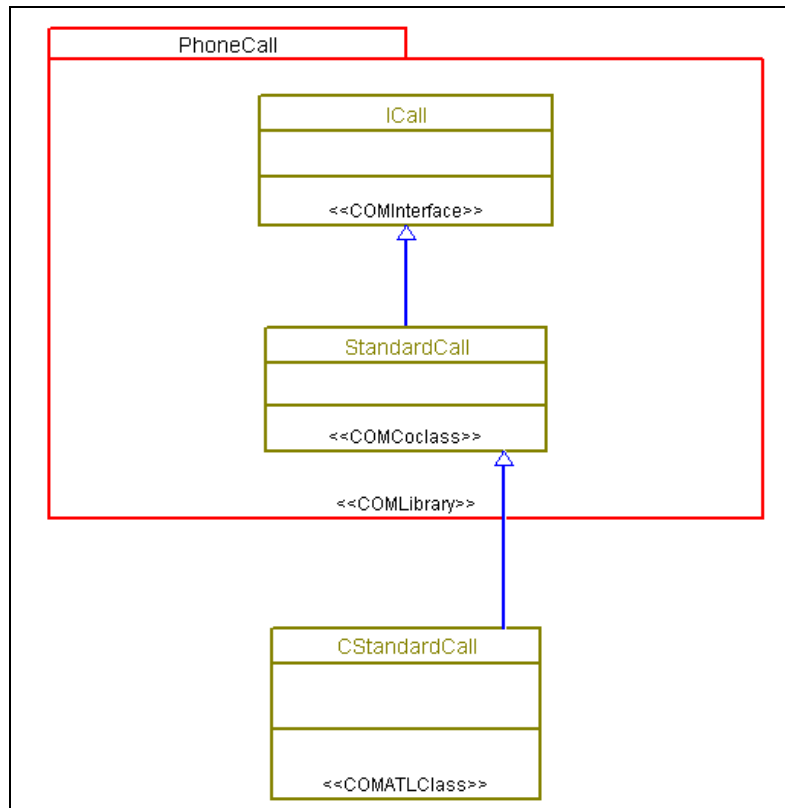 PhoneCall
ICall
<<COMInterface>>
StandardCall
<<COMCoclass>>
<<COMLibrary>>
CStandardCall
<<COMATLClass>>